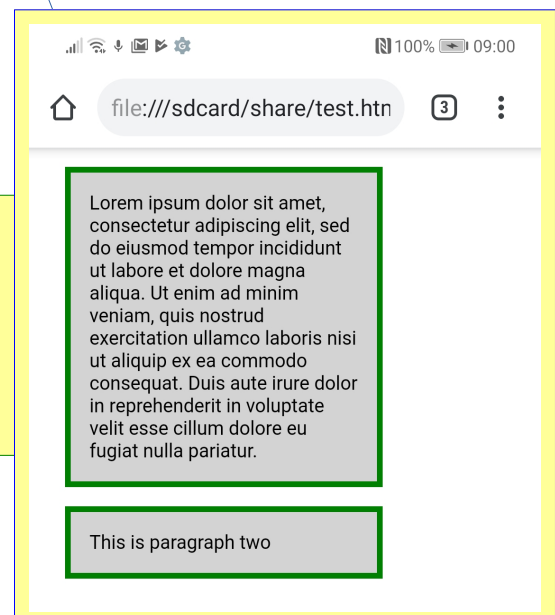 100% 09:00
file:///sdcard/share/test.htn
3
Lorem ipsum dolor sit amet,
consectetur adipiscing elit, sed
do eiusmod tempor incididunt
ut labore et dolore magna
aliqua. Ut enim ad minim
veniam, quis nostrud
exercitation ullamco laboris nisi
ut aliquip ex ea commodo
consequat. Duis aute irure dolor
in reprehenderit in voluptate
velit esse cillum dolore eu
fugiat nulla pariatur.
This is paragraph two